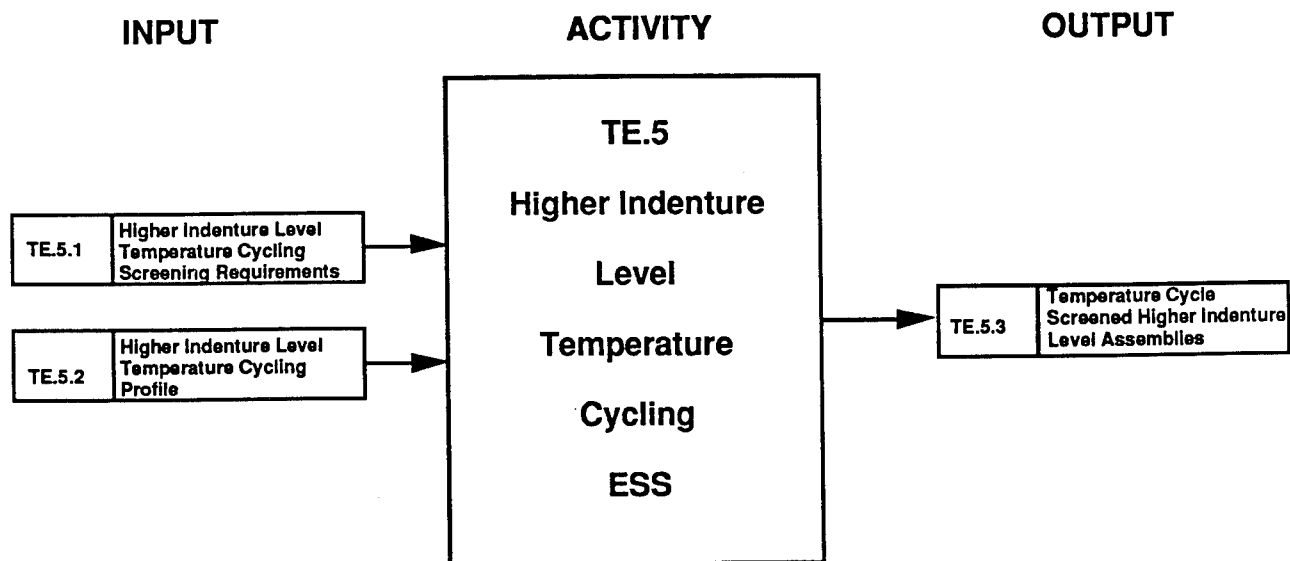 INPUT
ACTIVITY
OUTPUT
TE.5
Higher Indenture
Level
Temperature
Cycling
ESS
TE.5.1
Higher Indenture Level
Temperature Cycling
Screening Requirements
TE.5.2
Higher Indenture Level
Temperature Cycling
Profile
TE.5.3
Temperature Cycle
Screened Higher Indenture
Level Assemblies